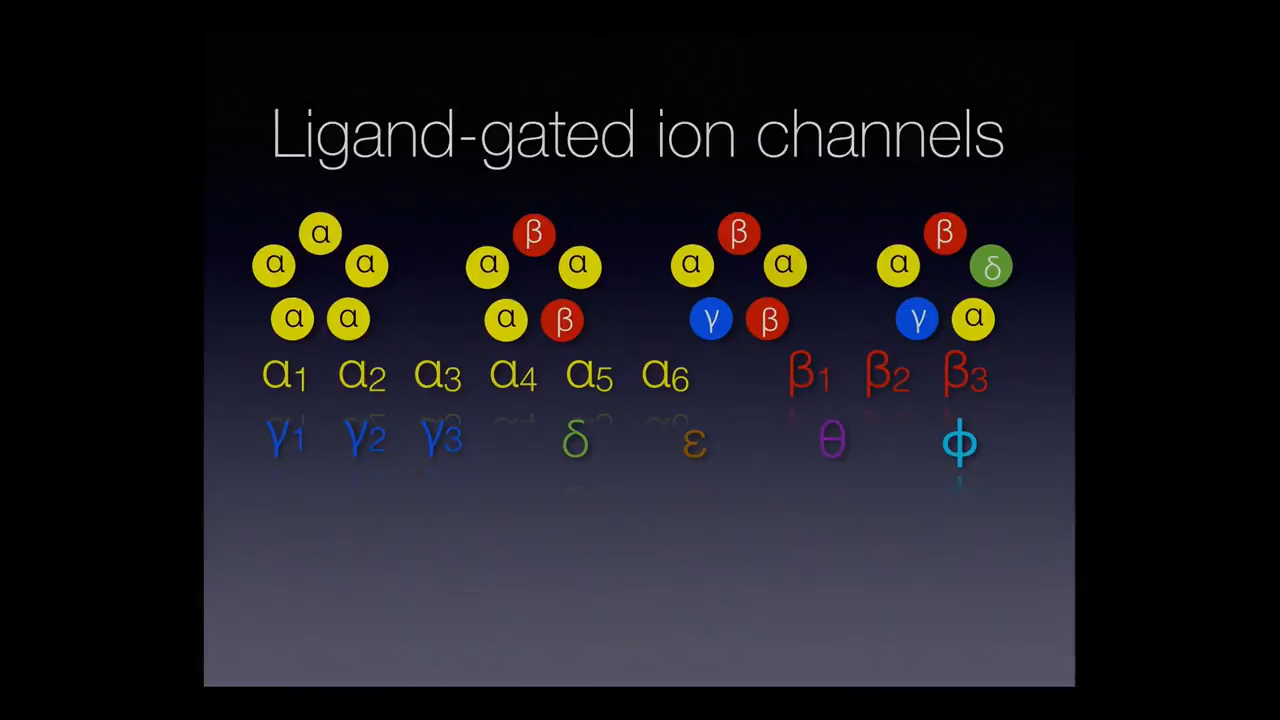 Ligand-gated ion channels
α β β β
α α α α α α α δ
α α α β γ β γ α
α1 α2 α3 α4 α5 α6 β1 β2 β3
γ1 γ2 γ3 δ ε θ ϕ